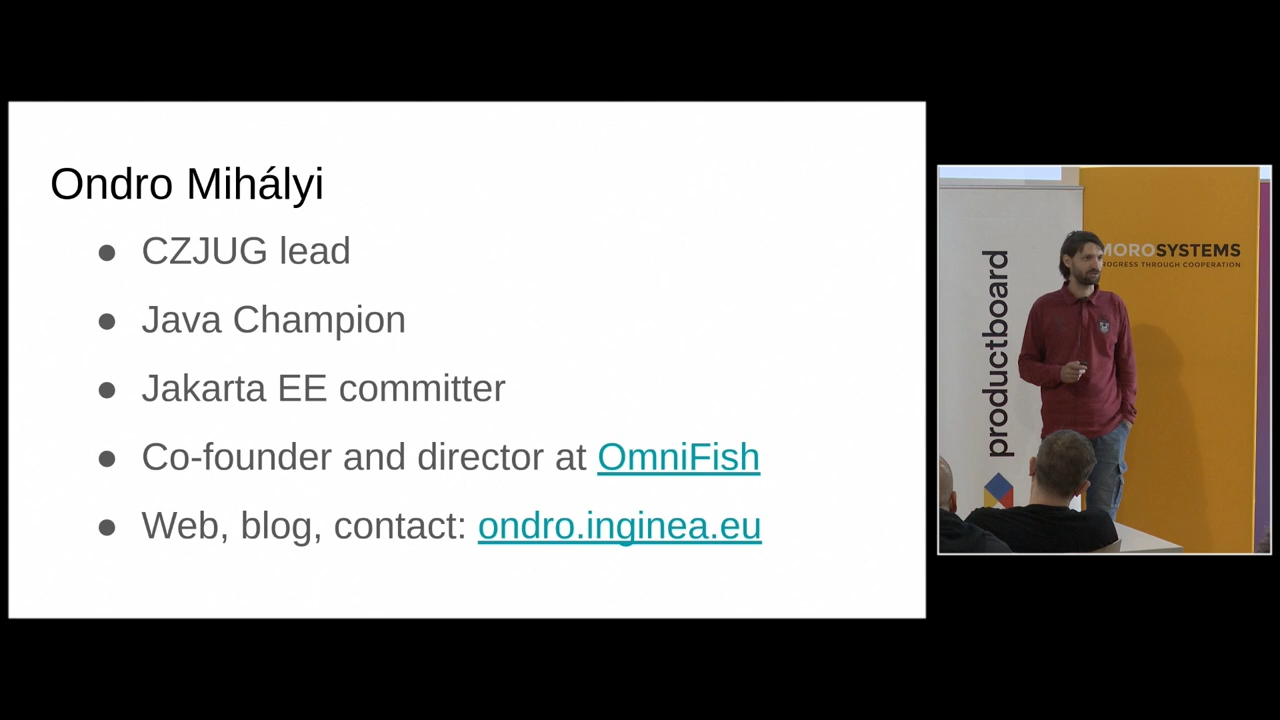 Ondro Mihályi
● CZJUG lead
● Java Champion
● Jakarta EE committer
● Co-founder and director at OmniFish
● Web, blog, contact: ondro.inginea.eu
productboard
MOROSYSTEMS
PROGRESS THROUGH COOPERATION